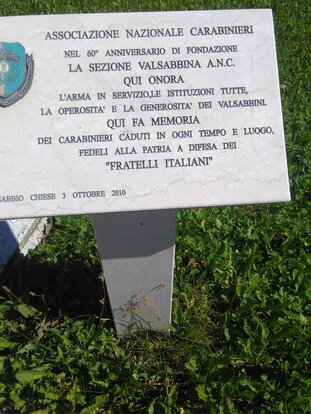 ASSOCIAZIONE NAZIONALE CARABINIERI
NEL 60° ANNIVERSARIO DI FONDAZIONE
LA SEZIONE VALSABBINA A.N.C.
QUI ONORA
L'ARMA IN SERVIZIO,LE ISTITUZIONI TUTTE,
LA OPEROSITA' E LA GENEROSITA' DEI VALSABBINI.
QUI FA MEMORIA
DEI CARABINIERI CADUTI IN OGNI TEMPO E LUOGO,
FEDELI ALLA PATRIA A DIFESA DEI
"FRATELLI ITALIANI"
SABBIO CHIESE 3 OTTOBRE 2010